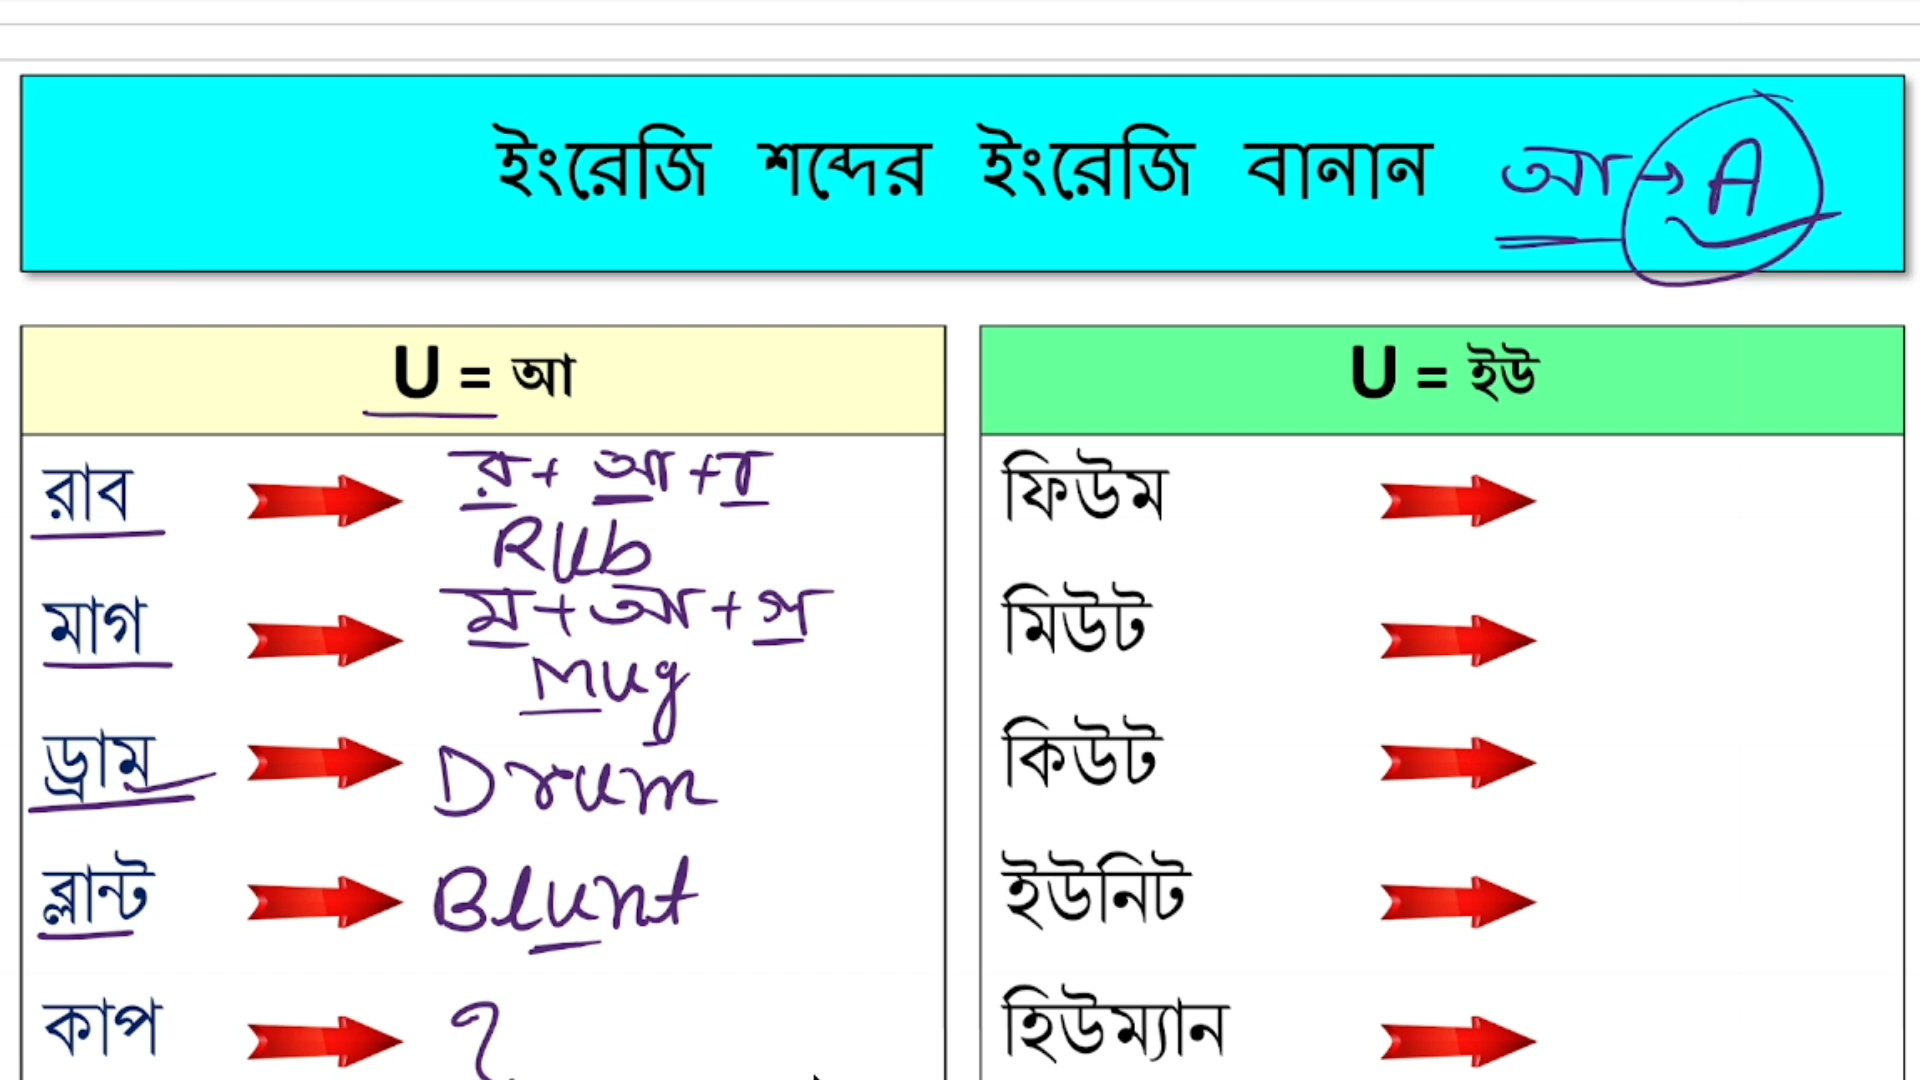 ইংরেজি শব্দের ইংরেজি বানান আ → A
U = আ
রাব র + আ + ব
Rub
মাগ ম + আ + গ
Mug
ড্রাম Drum
ব্লান্ট Blunt
কাপ ?
U = ইউ
ফিউম
মিউট
কিউট
ইউনিট
হিউম্যান